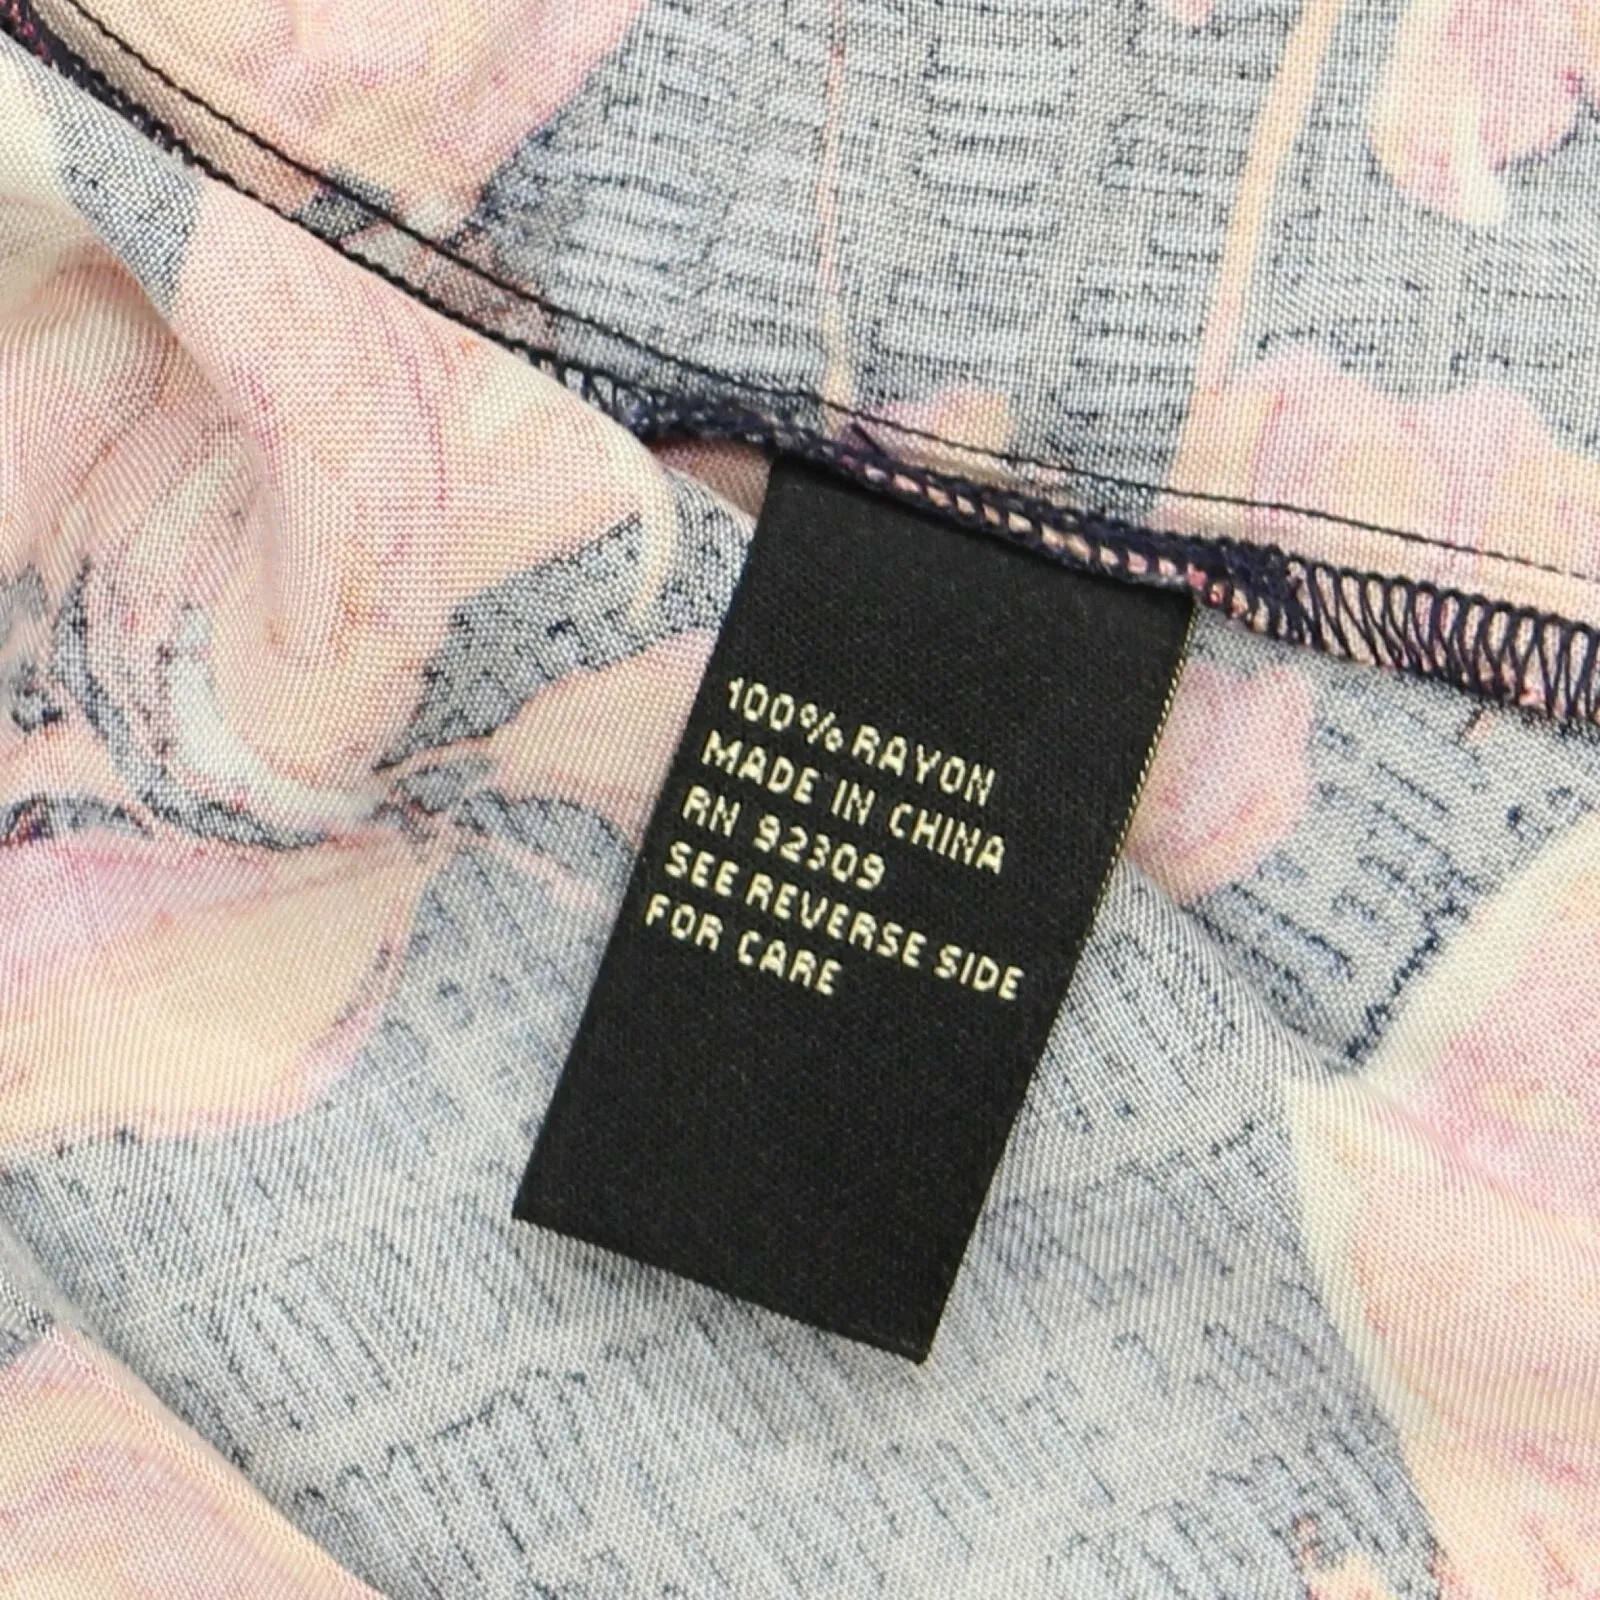 100% RAYON
MADE IN CHINA
RN 92309
SEE REVERSE SIDE
FOR CARE